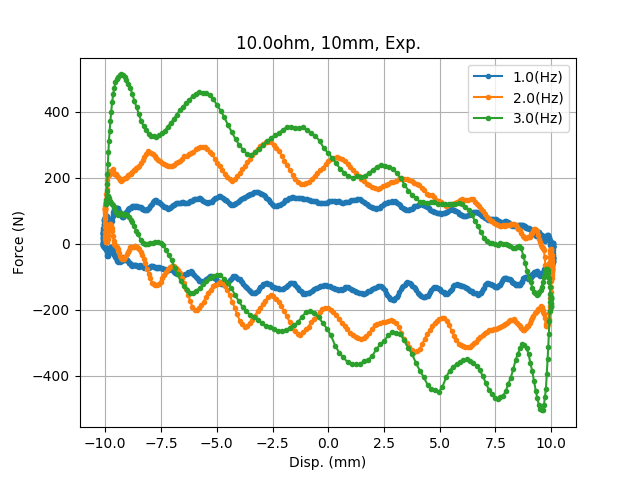 10.0ohm, 10mm, Exp.
1.0(Hz)
2.0(Hz)
3.0(Hz)
Force (N)
400
200
0
−200
−400
−10.0 −7.5 −5.0 −2.5 0.0 2.5 5.0 7.5 10.0
Disp. (mm)